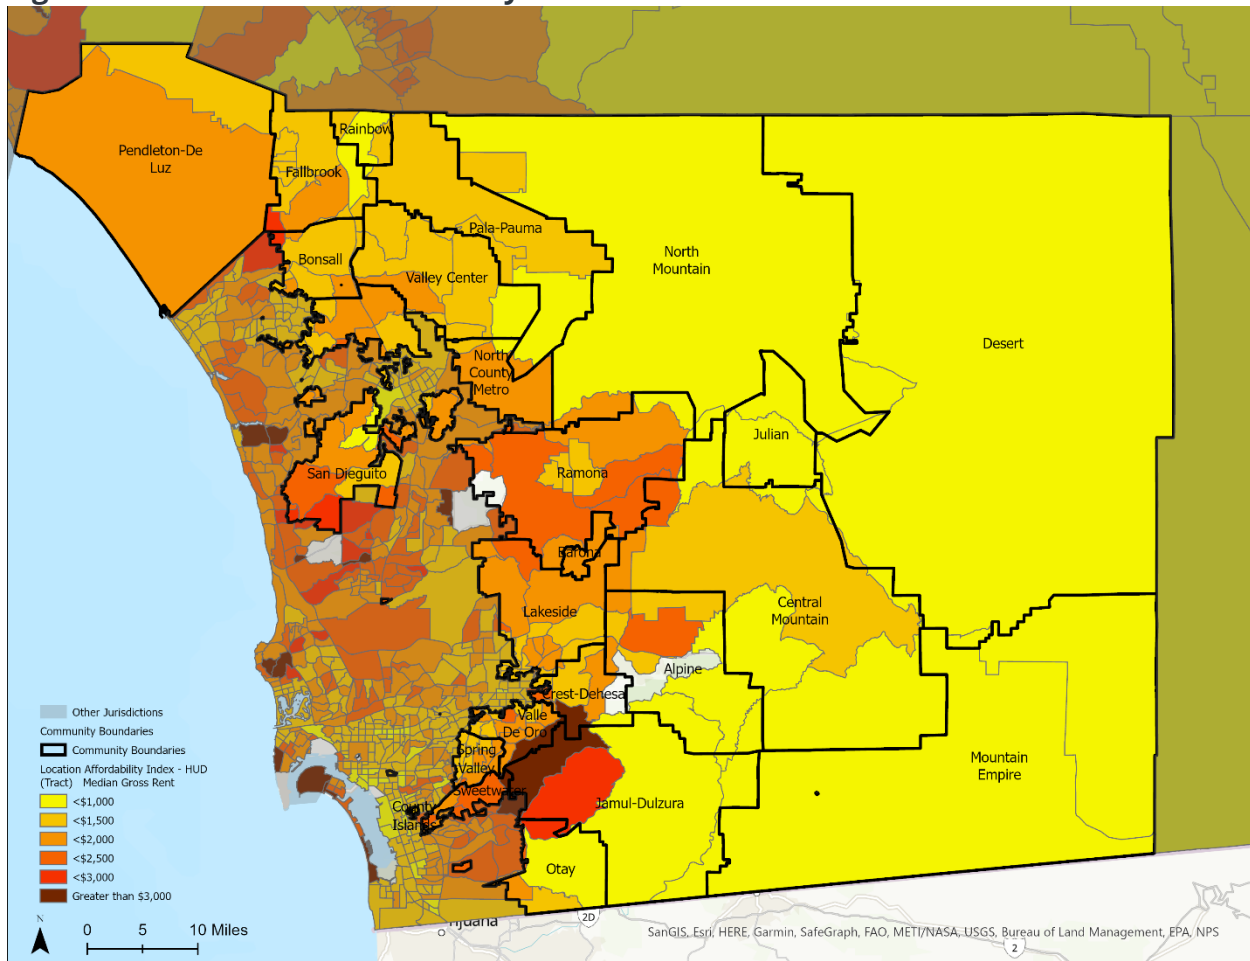 Pendleton-De
Luz
Rainbow
Fallbrook
Pala-Pauma
Bonsall
Valley Center
North
Mountain
Desert
North
County
Metro
Julian
San Dieguito
Ramona
Barona
Lakeside
Central
Mountain
Alpine
Crest-Dehesa
Valle
De Oro
Spring
Valley
Sweetwater
County
Islands
Jamul-Dulzura
Mountain
Empire
Otay
Other Jurisdictions
Community Boundaries
Community Boundaries
Location Affordability Index - HUD
(Tract) Median Gross Rent
<$1,000
<$1,500
<$2,000
<$2,500
<$3,000
Greater than $3,000
N
0 5 10 Miles
2D
2
SanGIS, Esri, HERE, Garmin, SafeGraph, FAO, METI/NASA, USGS, Bureau of Land Management, EPA, NPS